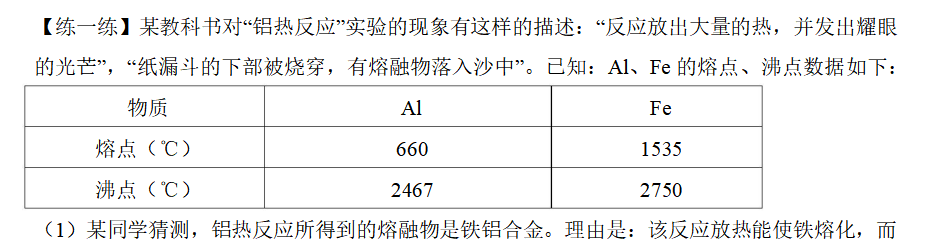 【练一练】某教科书对“铝热反应”实验的现象有这样的描述：“反应放出大量的热，并发出耀眼
的光芒”，“纸漏斗的下部被烧穿，有熔融物落入沙中”。已知：Al、Fe 的熔点、沸点数据如下：
物质 Al Fe
熔点（℃） 660 1535
沸点（℃） 2467 2750
（1）某同学猜测，铝热反应所得到的熔融物是铁铝合金。理由是：该反应放热能使铁熔化，而